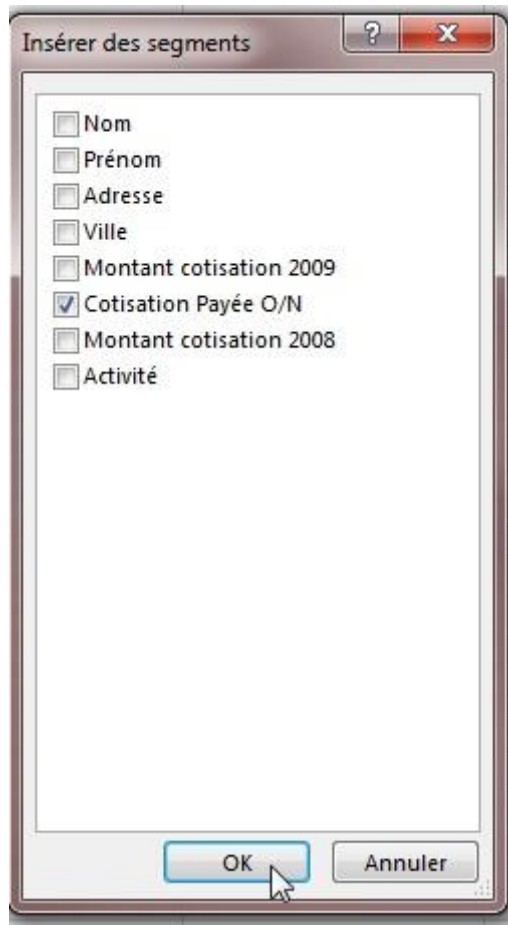 Insérer des segments
?
Nom
Prénom
Adresse
Ville
Montant cotisation 2009
Cotisation Payée O/N
Montant cotisation 2008
Activité
OK
Annuler